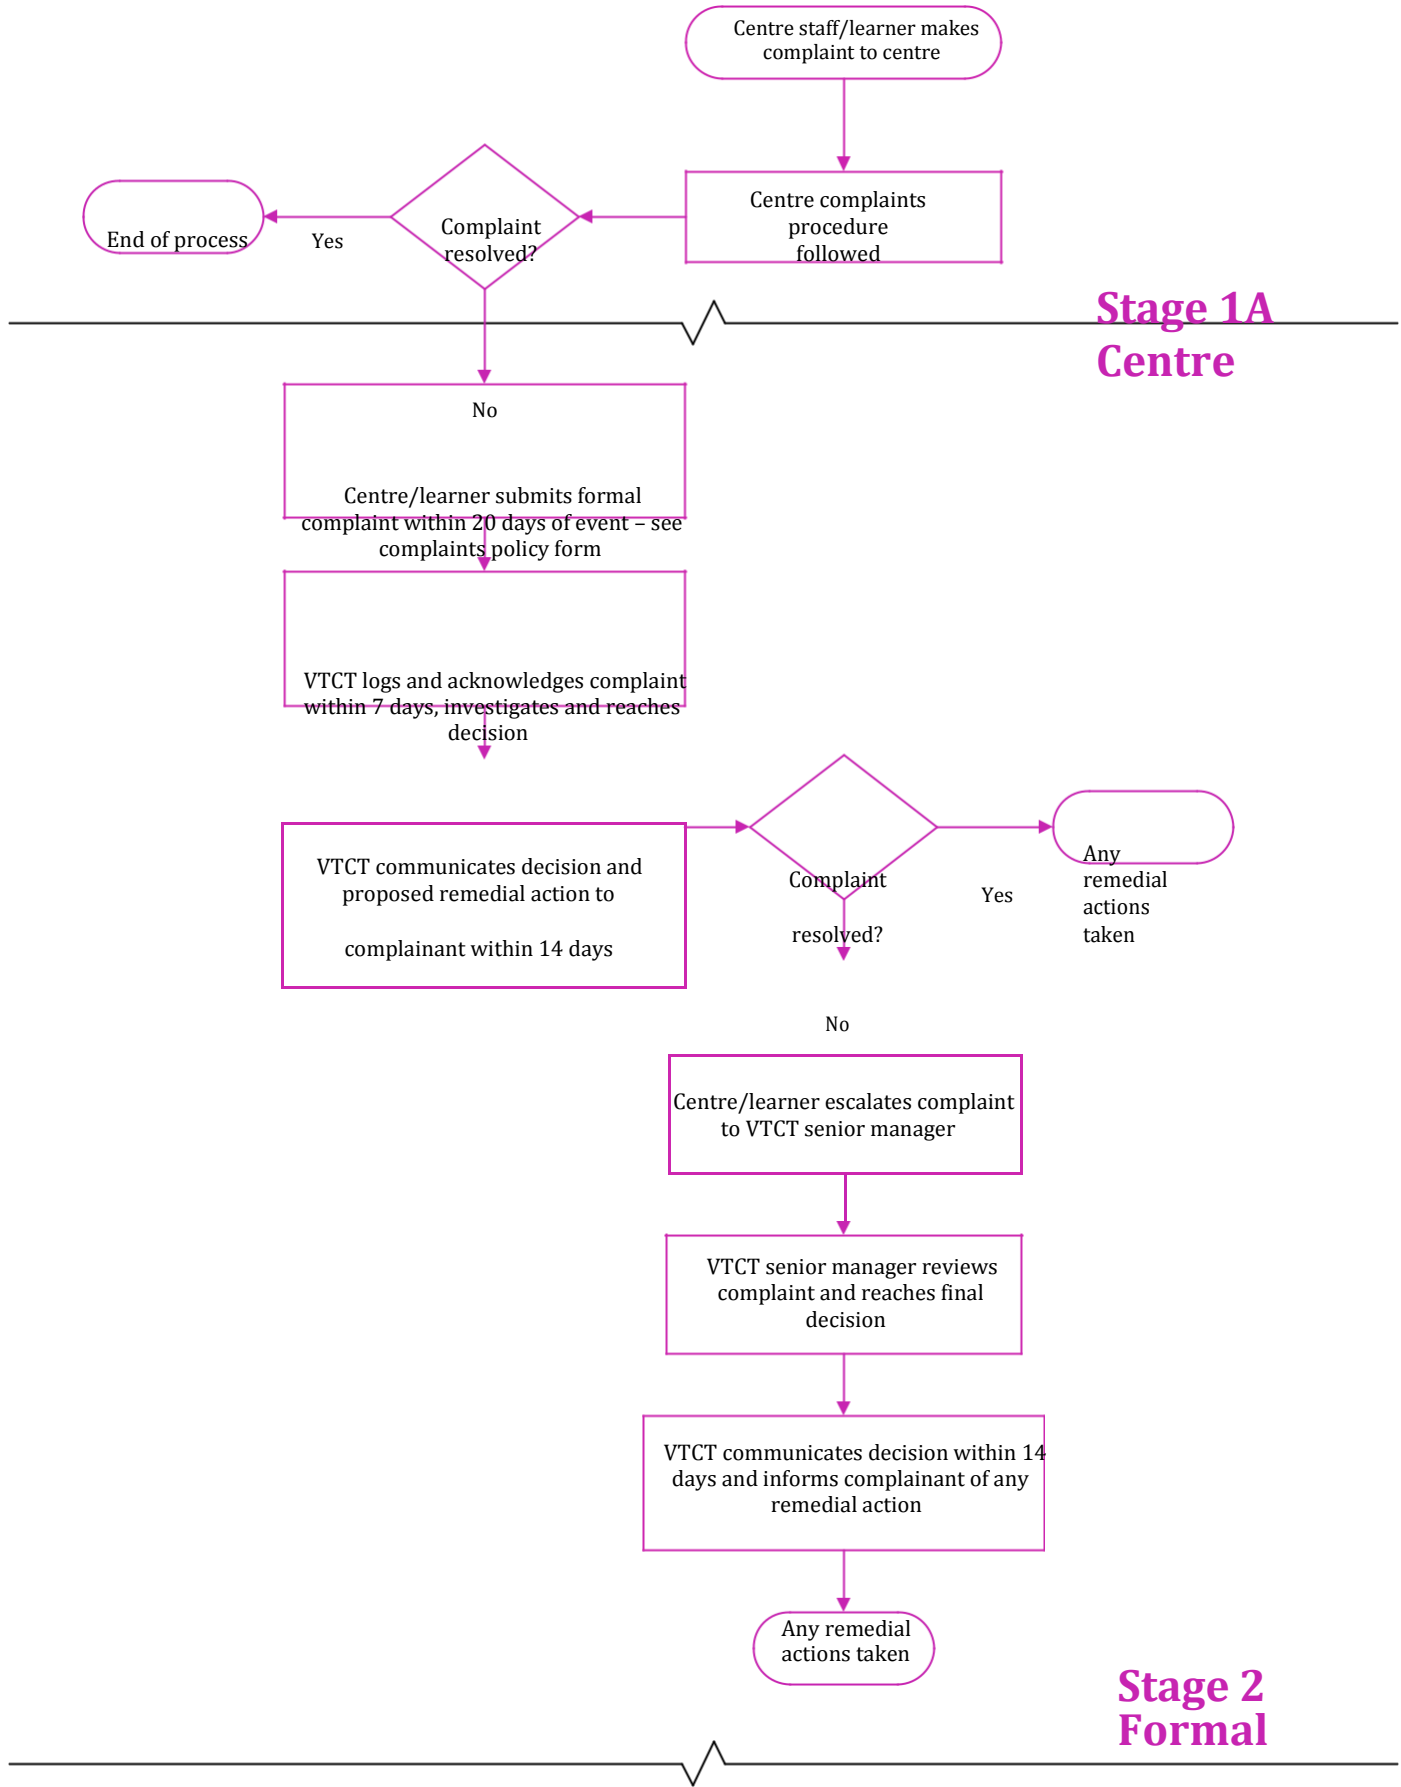 Centre staff/learner makes
complaint to centre
Centre complaints
procedure
followed
Complaint
resolved?
Yes
End of process
Stage 1A
Centre
No
Centre/learner submits formal
complaint within 20 days of event – see
complaints policy form
VTCT logs and acknowledges complaint
within 7 days, investigates and reaches
decision
VTCT communicates decision and
proposed remedial action to
complainant within 14 days
Complaint
resolved?
Yes
Any
remedial
actions
taken
No
Centre/learner escalates complaint
to VTCT senior manager
VTCT senior manager reviews
complaint and reaches final
decision
VTCT communicates decision within 14
days and informs complainant of any
remedial action
Any remedial
actions taken
Stage 2
Formal